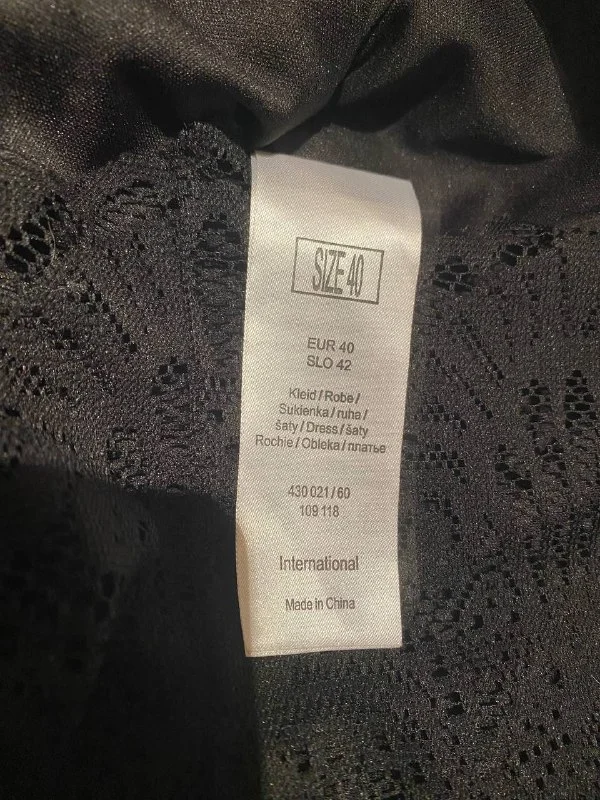 SIZE 40
EUR 40
SLO 42
Kleid / Robe /
Sukienka / ruha /
šaty / Dress / šaty
Rochie / Obleka / платье
430 021 / 60
109 118
International
Made in China